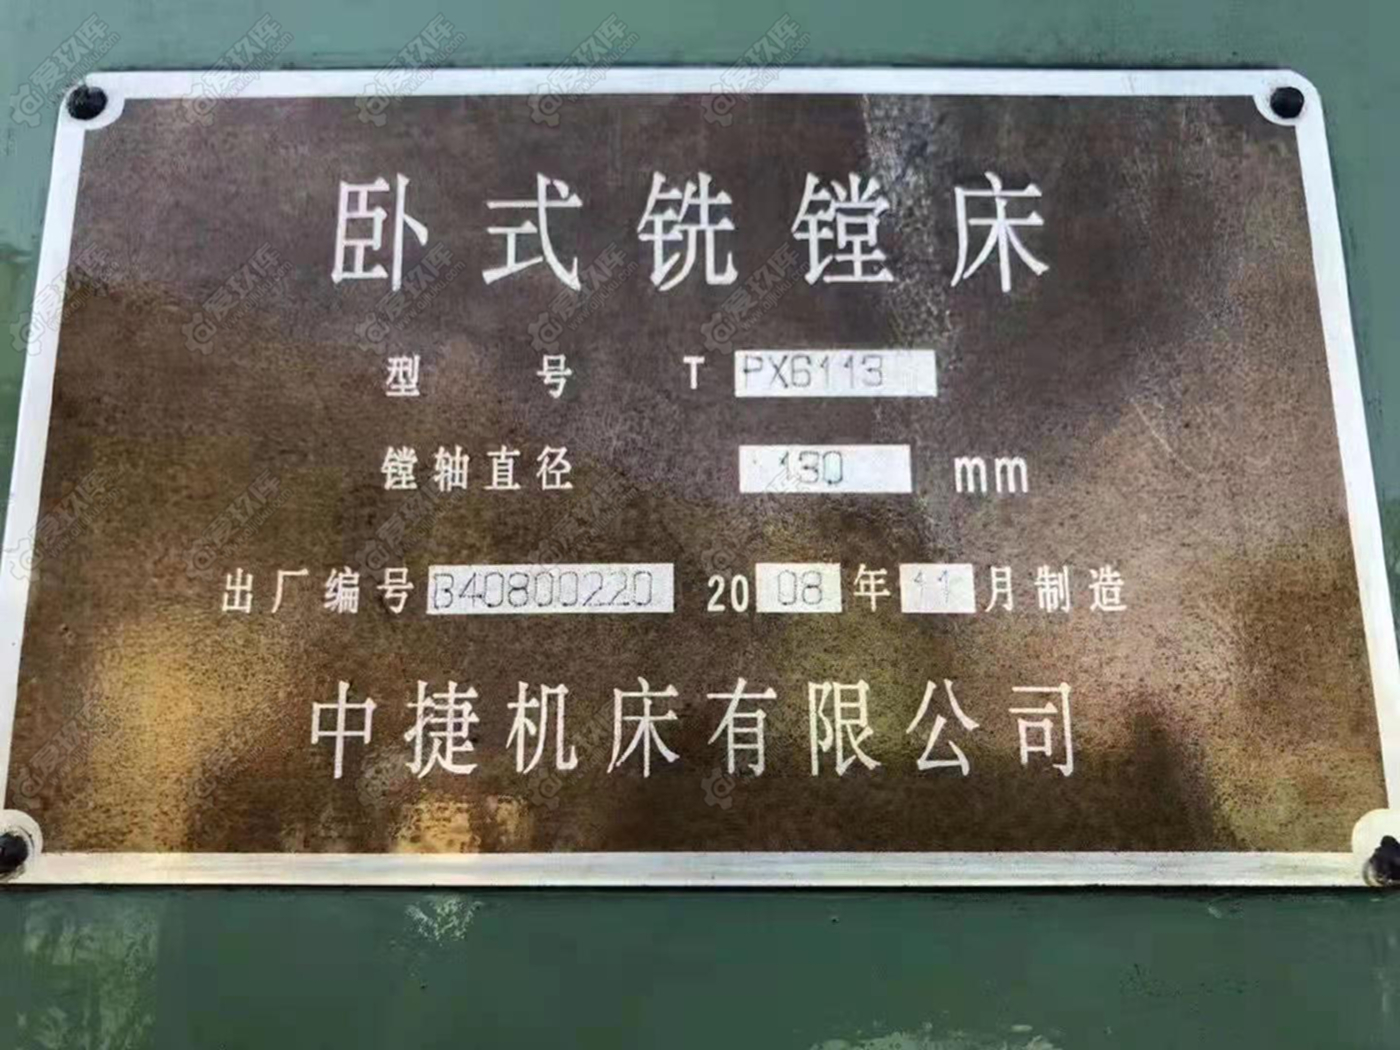 卧式铣镗床
型号 T PX6113
镗轴直径 130 mm
出厂编号 B40800220 2008年11月制造
中捷机床有限公司